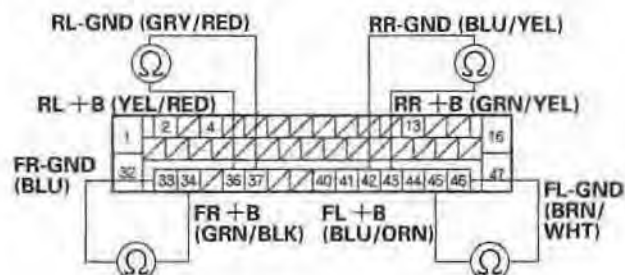 RL-GND (GRY/RED)
RR-GND (BLU/YEL)
Ω
Ω
RL +B (YEL/RED)
RR +B (GRN/YEL)
1 2 4 13 16
FR-GND
(BLU)
32 33 34 36 37 40 41 42 43 44 45 46 47
FL-GND
(BRN/
WHT)
FR +B
(GRN/BLK)
FL +B
(BLU/ORN)
Ω
Ω